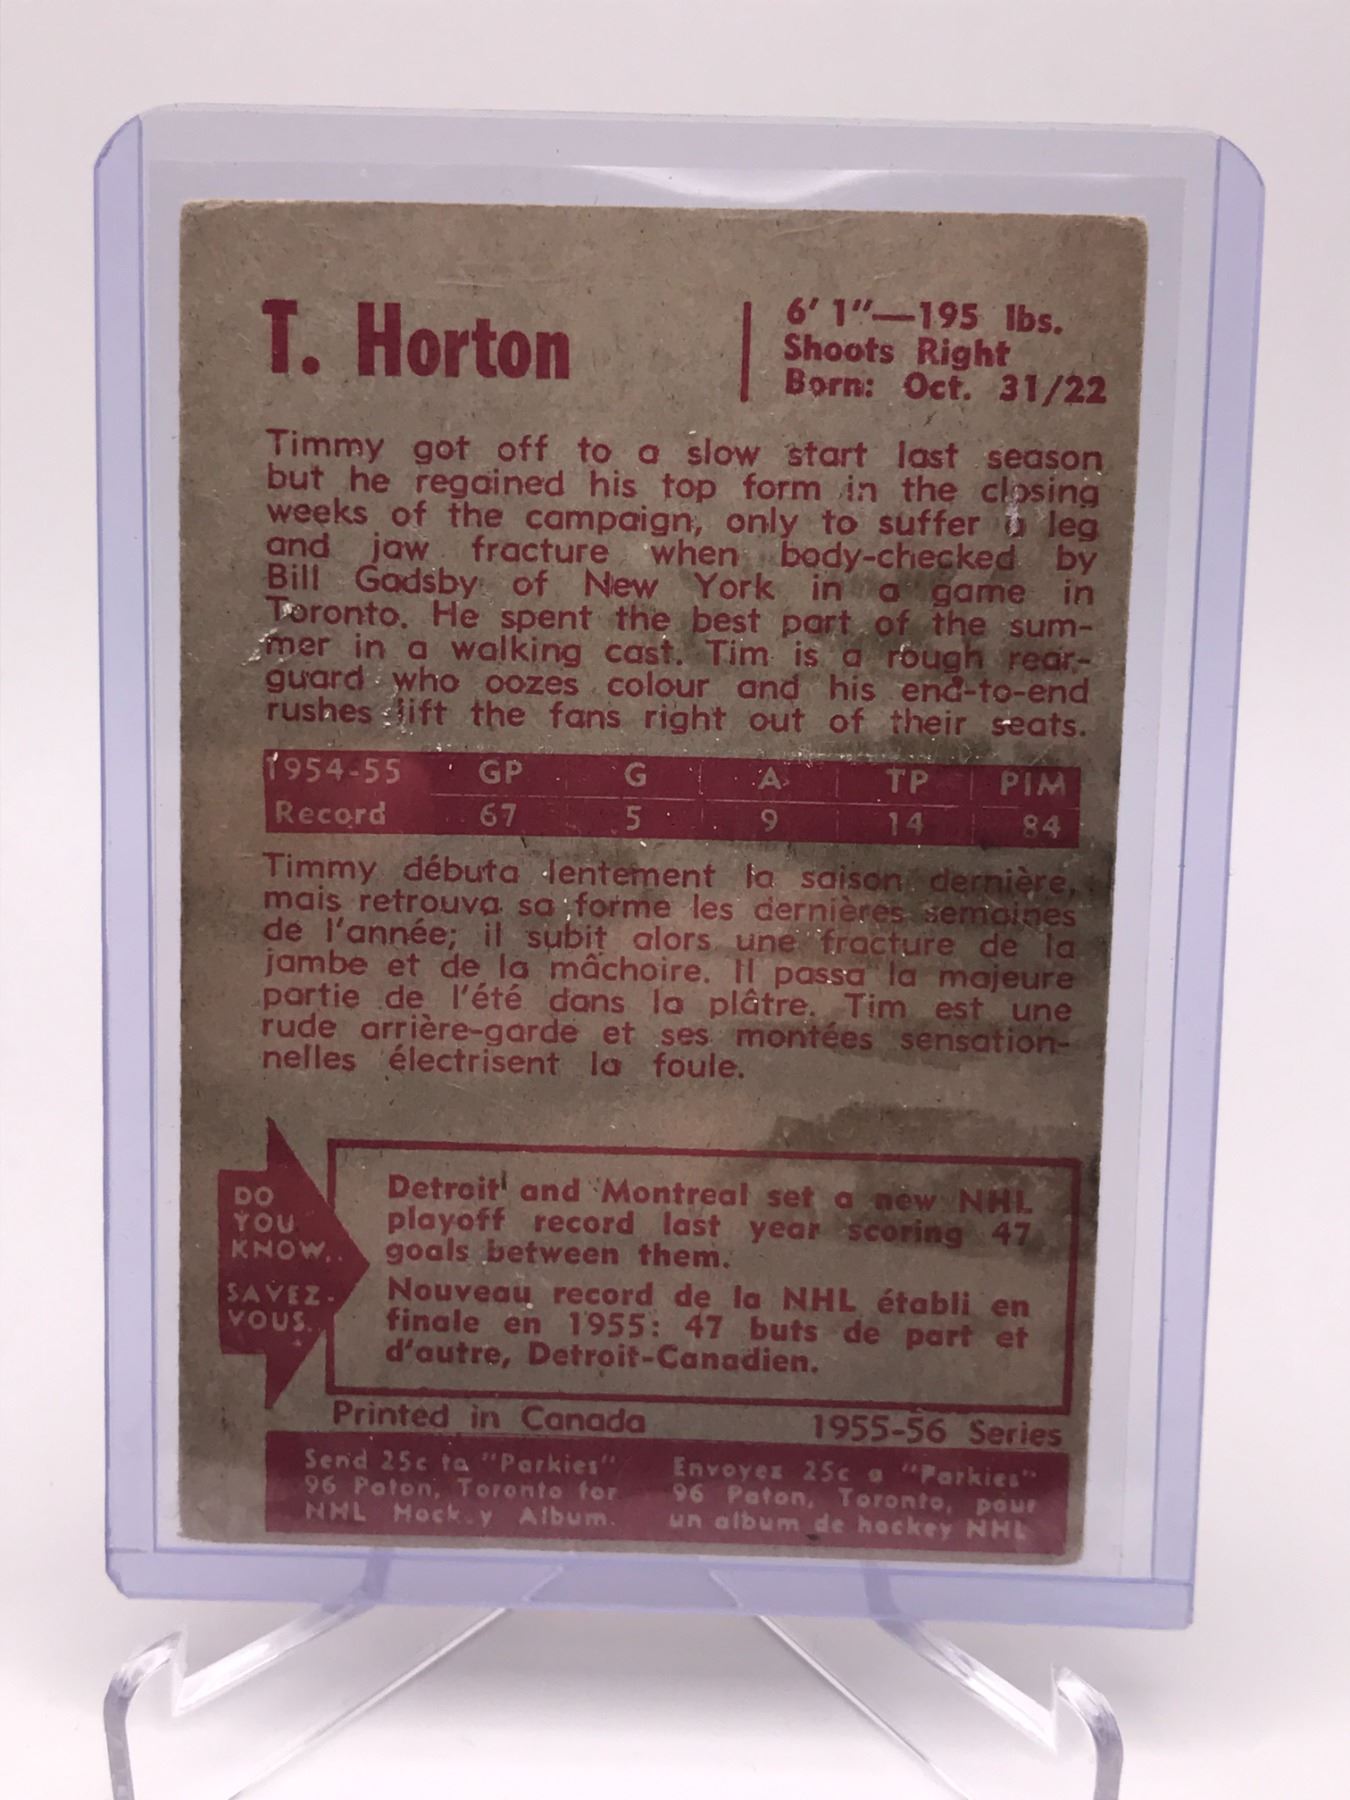 T. Horton
6' 1"—195 lbs.
Shoots Right
Born: Oct. 31/22
Timmy got off to a slow start last season
but he regained his top form in the closing
weeks of the campaign, only to suffer a leg
and jaw fracture when body-checked by
Bill Gadsby of New York in a game in
Toronto. He spent the best part of the sum-
mer in a walking cast. Tim is a rough rear-
guard who oozes colour and his end-to-end
rushes lift the fans right out of their seats.
1954-55 GP G A TP PIM
Record 67 5 9 14 84
Timmy débuta lentement la saison dernière,
mais retrouva sa forme les dernières semaines
de l'année; il subit alors une fracture de la
jambe et de la mâchoire. Il passa la majeure
partie de l'été dans la plâtre. Tim est une
rude arrière-garde et ses montées sensation-
nelles électrisent la foule.
DO
YOU
KNOW..
SAVEZ-
VOUS..
Detroit and Montreal set a new NHL
playoff record last year scoring 47
goals between them.
Nouveau record de la NHL établi en
finale en 1955: 47 buts de part et
d'autre, Detroit-Canadien.
Printed in Canada 1955-56 Series
Send 25c to "Parkies"
96 Paton, Toronto for
NHL Hockey Album.
Envoyez 25c a "Parkies"
96 Paton, Toronto, pour
un album de hockey NHL